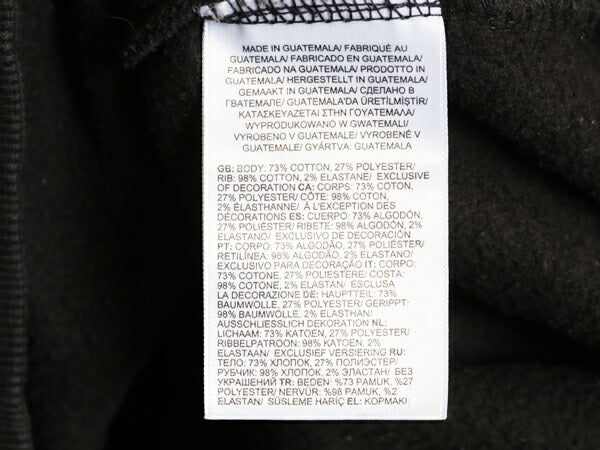 MADE IN GUATEMALA/ FABRIQUÉ AU
GUATEMALA/ FABRICADO EN GUATEMALA/
FABRICADO NA GUATEMALA/ PRODOTTO IN
GUATEMALA/ HERGESTELLT IN GUATEMALA/
GEMAAKT IN GUATEMALA/ СДЕЛАНО В
ГВАТЕМАЛЕ/ GUATEMALA'DA ÜRETİLMİŞTİR/
ΚΑΤΑΣΚΕΥΑΖΕΤΑΙ ΣΤΗΝ ΓΟΥΑΤΕΜΑΛΑ/
WYPRODUKOWANO W GWATEMALI/
VYROBENO V GUATEMALE/ VYROBENÉ V
GUATEMALE/ GYÁRTVA: GUATEMALA
GB: BODY: 73% COTTON, 27% POLYESTER/
RIB: 98% COTTON, 2% ELASTANE/ EXCLUSIVE
OF DECORATION CA: CORPS: 73% COTON,
27% POLYESTER/ CÔTE: 98% COTON,
2% ÉLASTHANNE/ À L'EXCEPTION DES
DÉCORATIONS ES: CUERPO: 73% ALGODÓN,
27% POLIÉSTER/ RIBETE: 98% ALGODÓN, 2%
ELASTANO/ EXCLUSIVO DE DECORACIÓN
PT: CORPO: 73% ALGODÃO, 27% POLIÉSTER/
RETILÍNEA: 98% ALGODÃO, 2% ELASTANO/
EXCLUSIVO PARA DECORAÇÃO IT: CORPO:
73% COTONE, 27% POLIESTERE/ COSTA:
98% COTONE, 2% ELASTAN/ ESCLUSA
LA DECORAZIONE DE: HAUPTTEIL: 73%
BAUMWOLLE, 27% POLYESTER/ GERIPPT:
98% BAUMWOLLE, 2% ELASTHAN/
AUSSCHLIESSLICH DEKORATION NL:
LICHAAM: 73% KATOEN, 27% POLYESTER/
RIBBELPATROON: 98% KATOEN, 2%
ELASTAAN/ EXCLUSIEF VERSIERING RU:
ТЕЛО: 73% ХЛОПОК, 27% ПОЛИЭСТЕР/
РУБЧИК: 98% ХЛОПОК, 2% ЭЛАСТАН/ БЕЗ
УКРАШЕНИЙ TR: BEDEN: %73 PAMUK, %27
POLYESTER/ NERVÜR: %98 PAMUK, %2
ELASTAN/ SÜSLEME HARİÇ EL: ΚΟΡΜΑΚΙ: